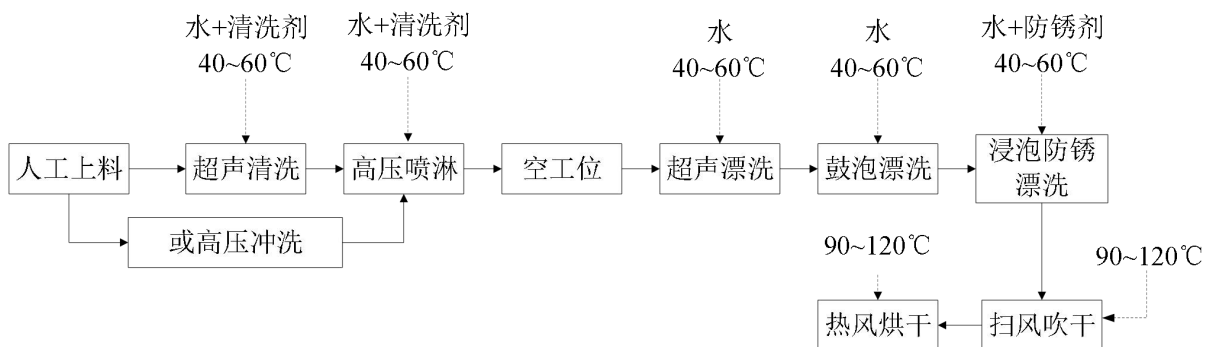 水+清洗剂
40~60℃
水+清洗剂
40~60℃
水
40~60℃
水
40~60℃
水+防锈剂
40~60℃
人工上料
超声清洗
高压喷淋
空工位
超声漂洗
鼓泡漂洗
浸泡防锈
漂洗
或高压冲洗
90~120℃
90~120℃
热风烘干
扫风吹干